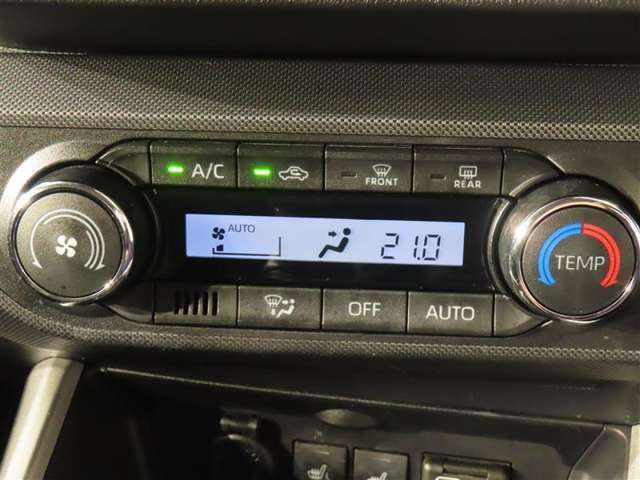 A/C
FRONT
REAR
AUTO
21.0
TEMP
OFF
AUTO